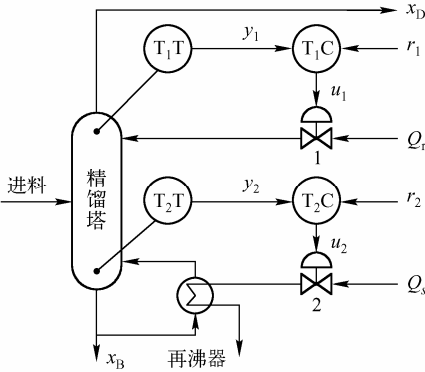 x_D
T₁T
y₁
T₁C
r₁
u₁
1
Q_r
进料
精馏塔
T₂T
y₂
T₂C
r₂
u₂
2
Q_s
x_B
再沸器